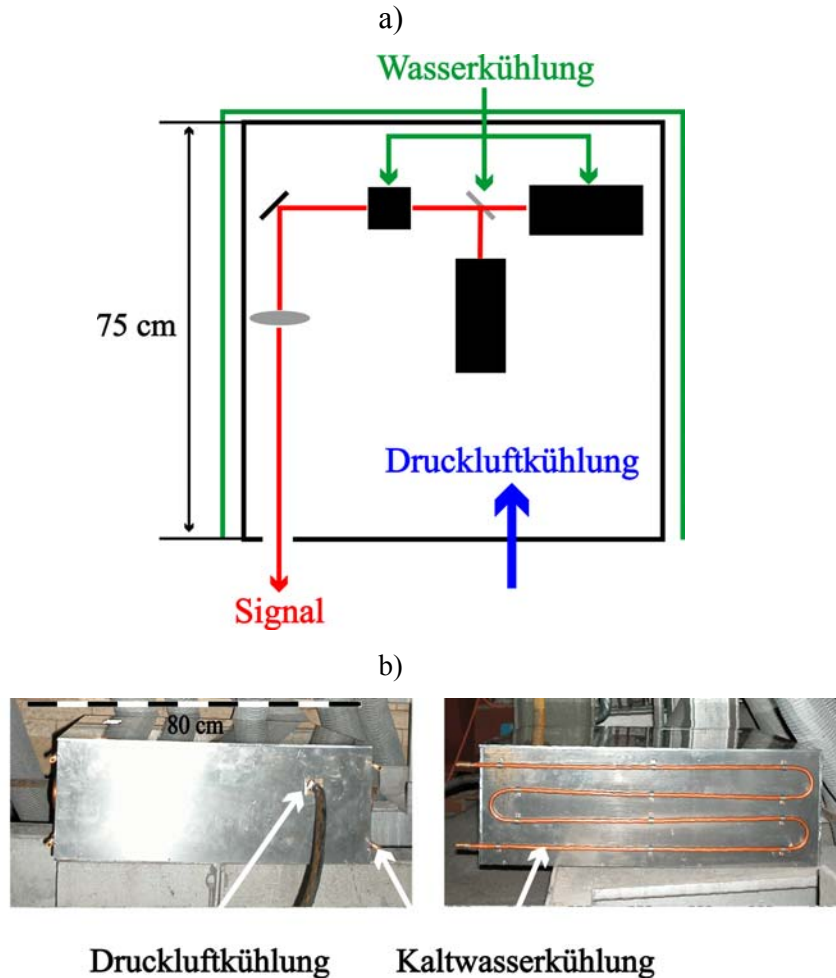 a)
Wasserkühlung
75 cm
Druckluftkühlung
Signal
b)
80 cm
Druckluftkühlung Kaltwasserkühlung